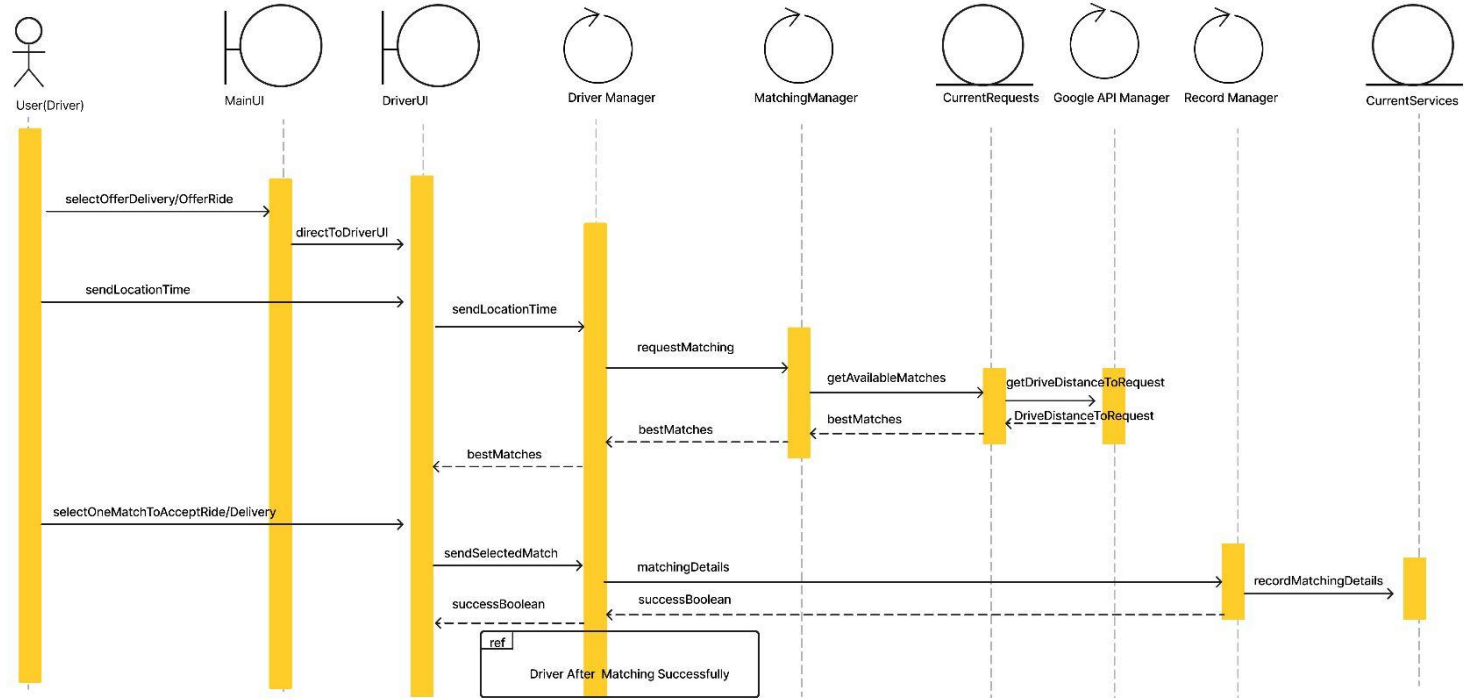 User(Driver)
MainUI
DriverUI
Driver Manager
MatchingManager
CurrentRequests
Google API Manager
Record Manager
CurrentServices
selectOfferDelivery/OfferRide
directToDriverUI
sendLocationTime
sendLocationTime
requestMatching
getAvailableMatches
getDriveDistanceToRequest
DriveDistanceToRequest
bestMatches
bestMatches
bestMatches
selectOneMatchToAcceptRide/Delivery
sendSelectedMatch
matchingDetails
recordMatchingDetails
successBoolean
successBoolean
ref
Driver After Matching Successfully